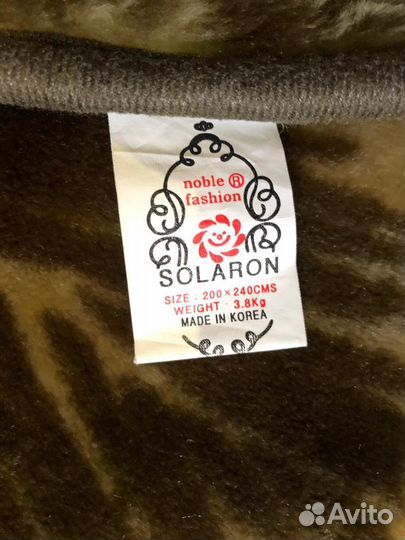 noble ®
fashion
SOLARON
SIZE : 200×240CMS
WEIGHT : 3.8Kg
MADE IN KOREA
Avito